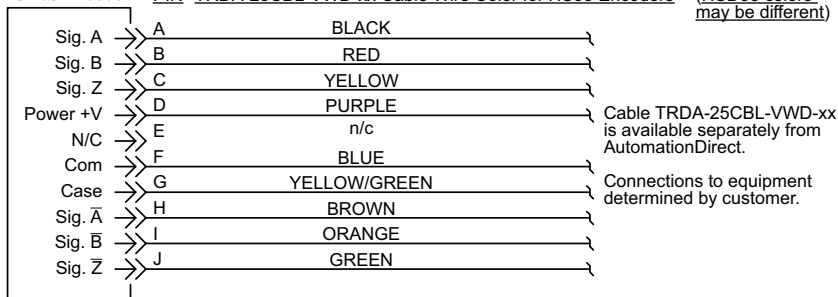 (HSD38 colors
may be different)
Sig. A A BLACK
Sig. B B RED
Sig. Z C YELLOW
Power +V D PURPLE
N/C E n/c
Com F BLUE
Case G YELLOW/GREEN
Sig. A̅ H BROWN
Sig. B̅ I ORANGE
Sig. Z̅ J GREEN
Cable TRDA-25CBL-VWD-xx
is available separately from
AutomationDirect.
Connections to equipment
determined by customer.